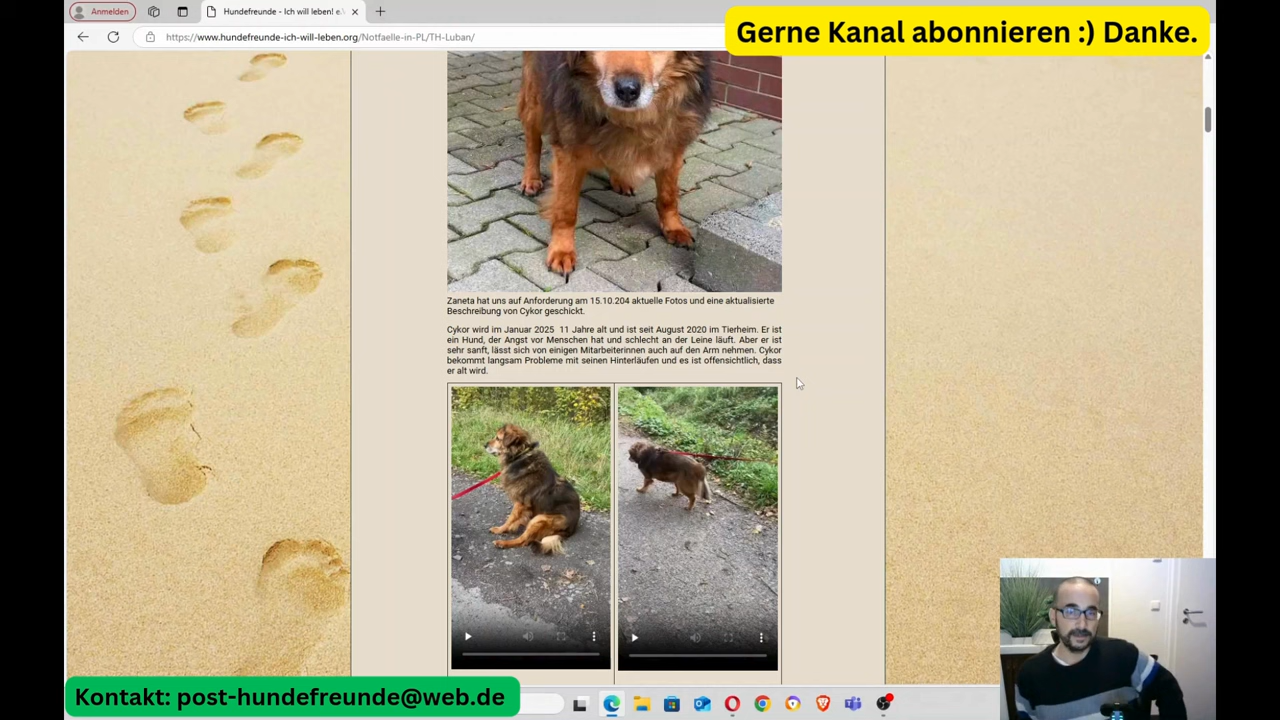 Anmelden
Hundefreunde - Ich will leben! e.V
https://www.hundefreunde-ich-will-leben.org/Notfaelle-in-PL/TH-Luban/
Gerne Kanal abonnieren :) Danke.
Zaneta hat uns auf Anforderung am 15.10.204 aktuelle Fotos und eine aktualisierte
Beschreibung von Cykor geschickt.
Cykor wird im Januar 2025 11 Jahre alt und ist seit August 2020 im Tierheim. Er ist
ein Hund, der Angst vor Menschen hat und schlecht an der Leine läuft. Aber er ist
sehr sanft, lässt sich von einigen Mitarbeiterinnen auch auf den Arm nehmen. Cykor
bekommt langsam Probleme mit seinen Hinterläufen und es ist offensichtlich, dass
er alt wird.
Kontakt: post-hundefreunde@web.de